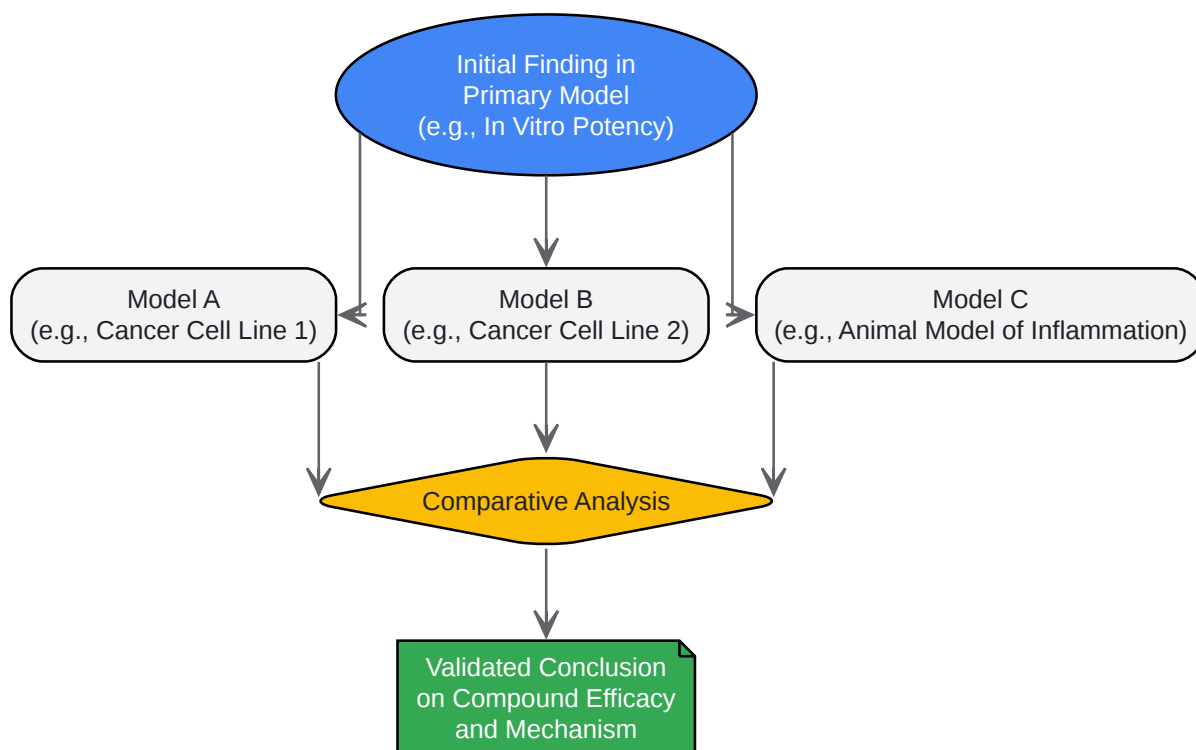 Initial Finding in
Primary Model
(e.g., In Vitro Potency)
Model A
(e.g., Cancer Cell Line 1)
Model B
(e.g., Cancer Cell Line 2)
Model C
(e.g., Animal Model of Inflammation)
Comparative Analysis
Validated Conclusion
on Compound Efficacy
and Mechanism